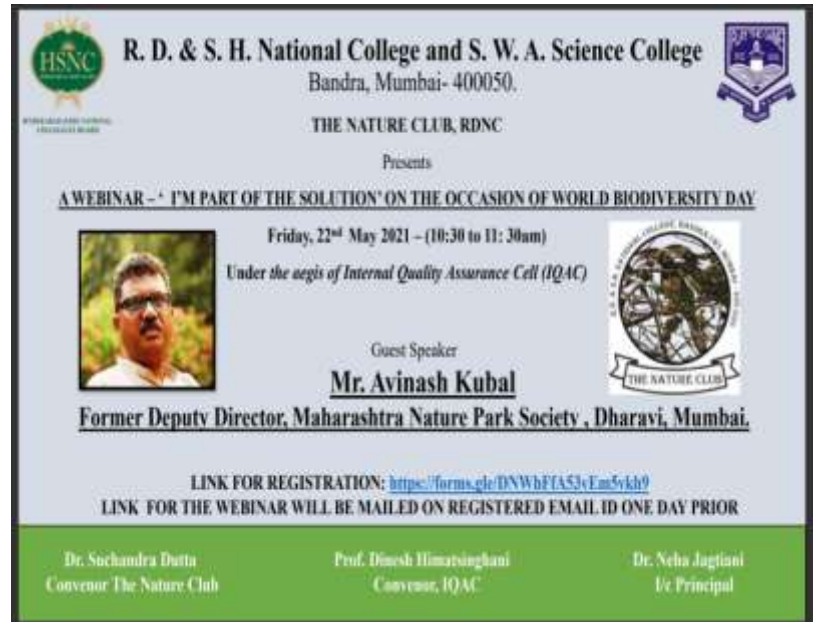 HSNC
R. D. & S. H. National College and S. W. A. Science College
Bandra, Mumbai- 400050.
THE NATURE CLUB, RDNC
Presents
A WEBINAR – ‘ I’M PART OF THE SOLUTION’ ON THE OCCASION OF WORLD BIODIVERSITY DAY
Friday, 22nd May 2021 – (10:30 to 11: 30am)
Under the aegis of Internal Quality Assurance Cell (IQAC)
THE NATURE CLUB
Guest Speaker
Mr. Avinash Kubal
Former Deputy Director, Maharashtra Nature Park Society , Dharavi, Mumbai.
LINK FOR REGISTRATION:
LINK FOR THE WEBINAR WILL BE MAILED ON REGISTERED EMAIL ID ONE DAY PRIOR
Dr. Suchandra Dutta
Convenor The Nature Club
Prof. Dinesh Himatsinghani
Convenor, IQAC
Dr. Neha Jagtiani
I/c Principal